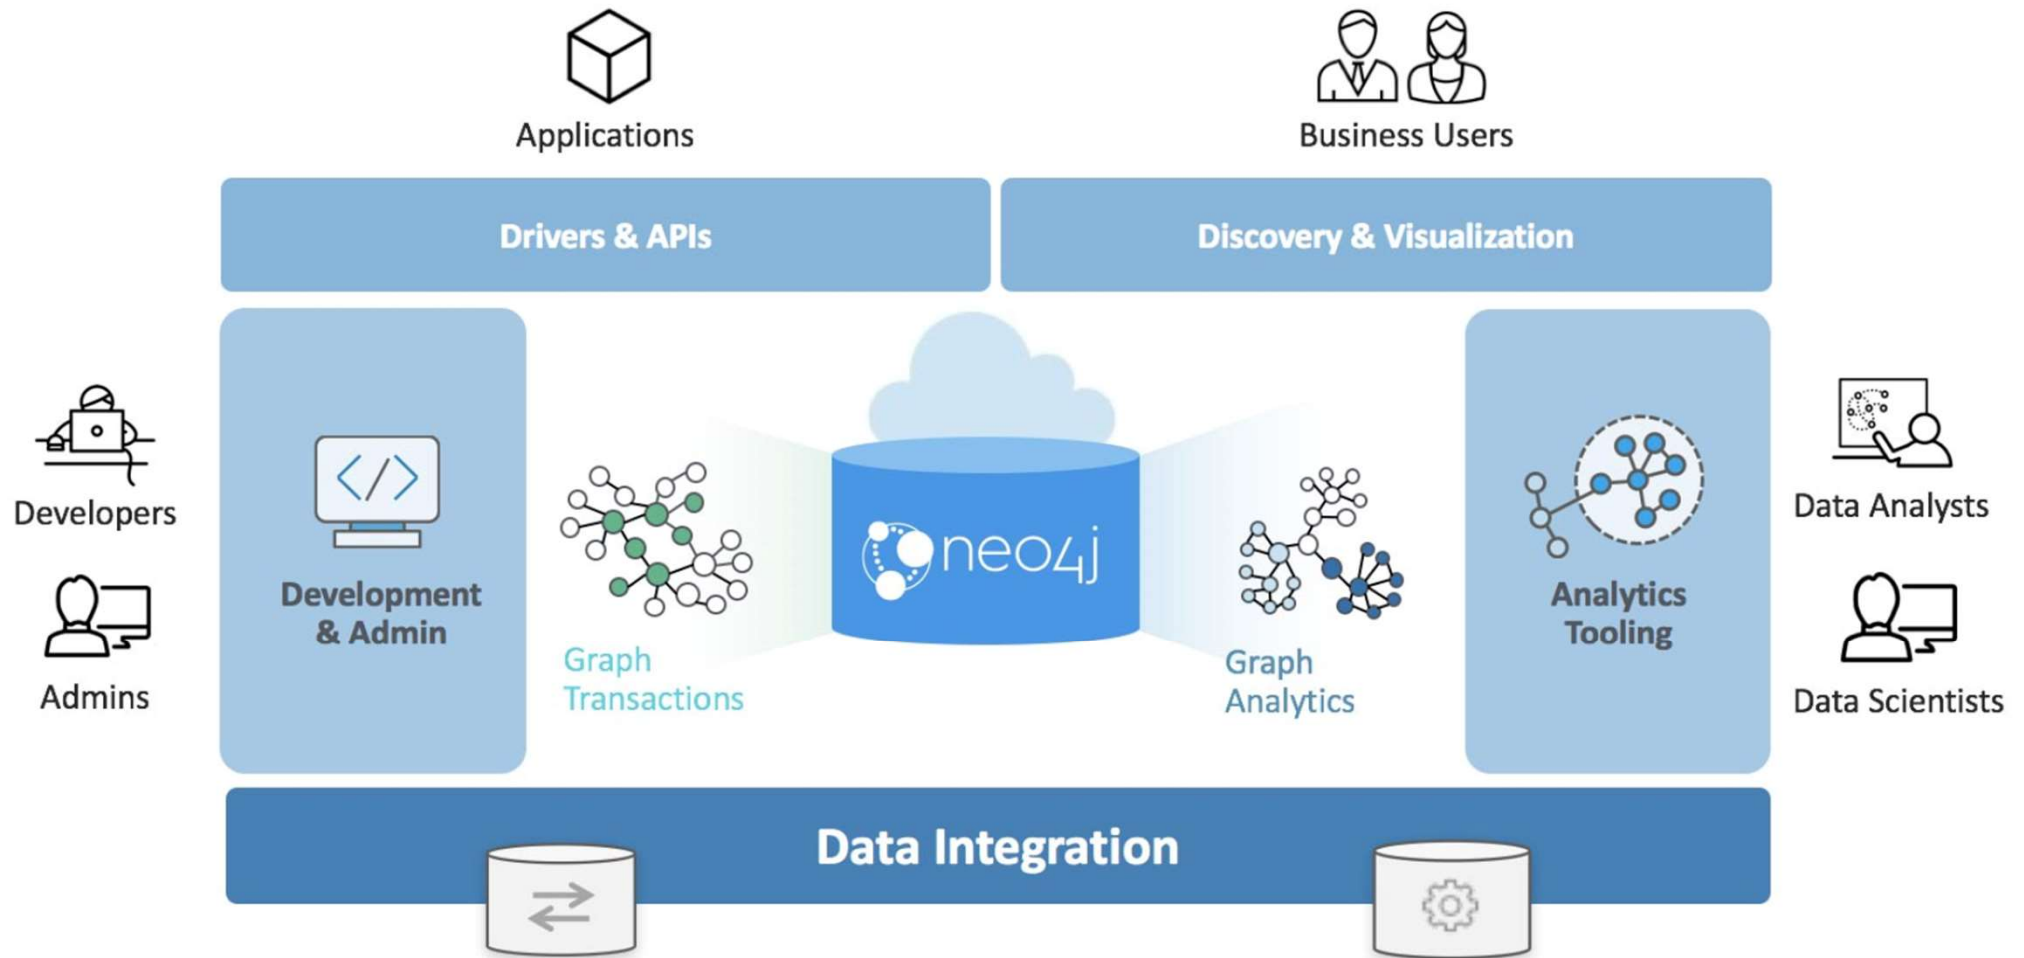 Applications
Business Users
Drivers & APIs
Discovery & Visualization
Developers
Admins
</>
Development
& Admin
Graph
Transactions
neo4j
Graph
Analytics
Analytics
Tooling
Data Analysts
Data Scientists
Data Integration